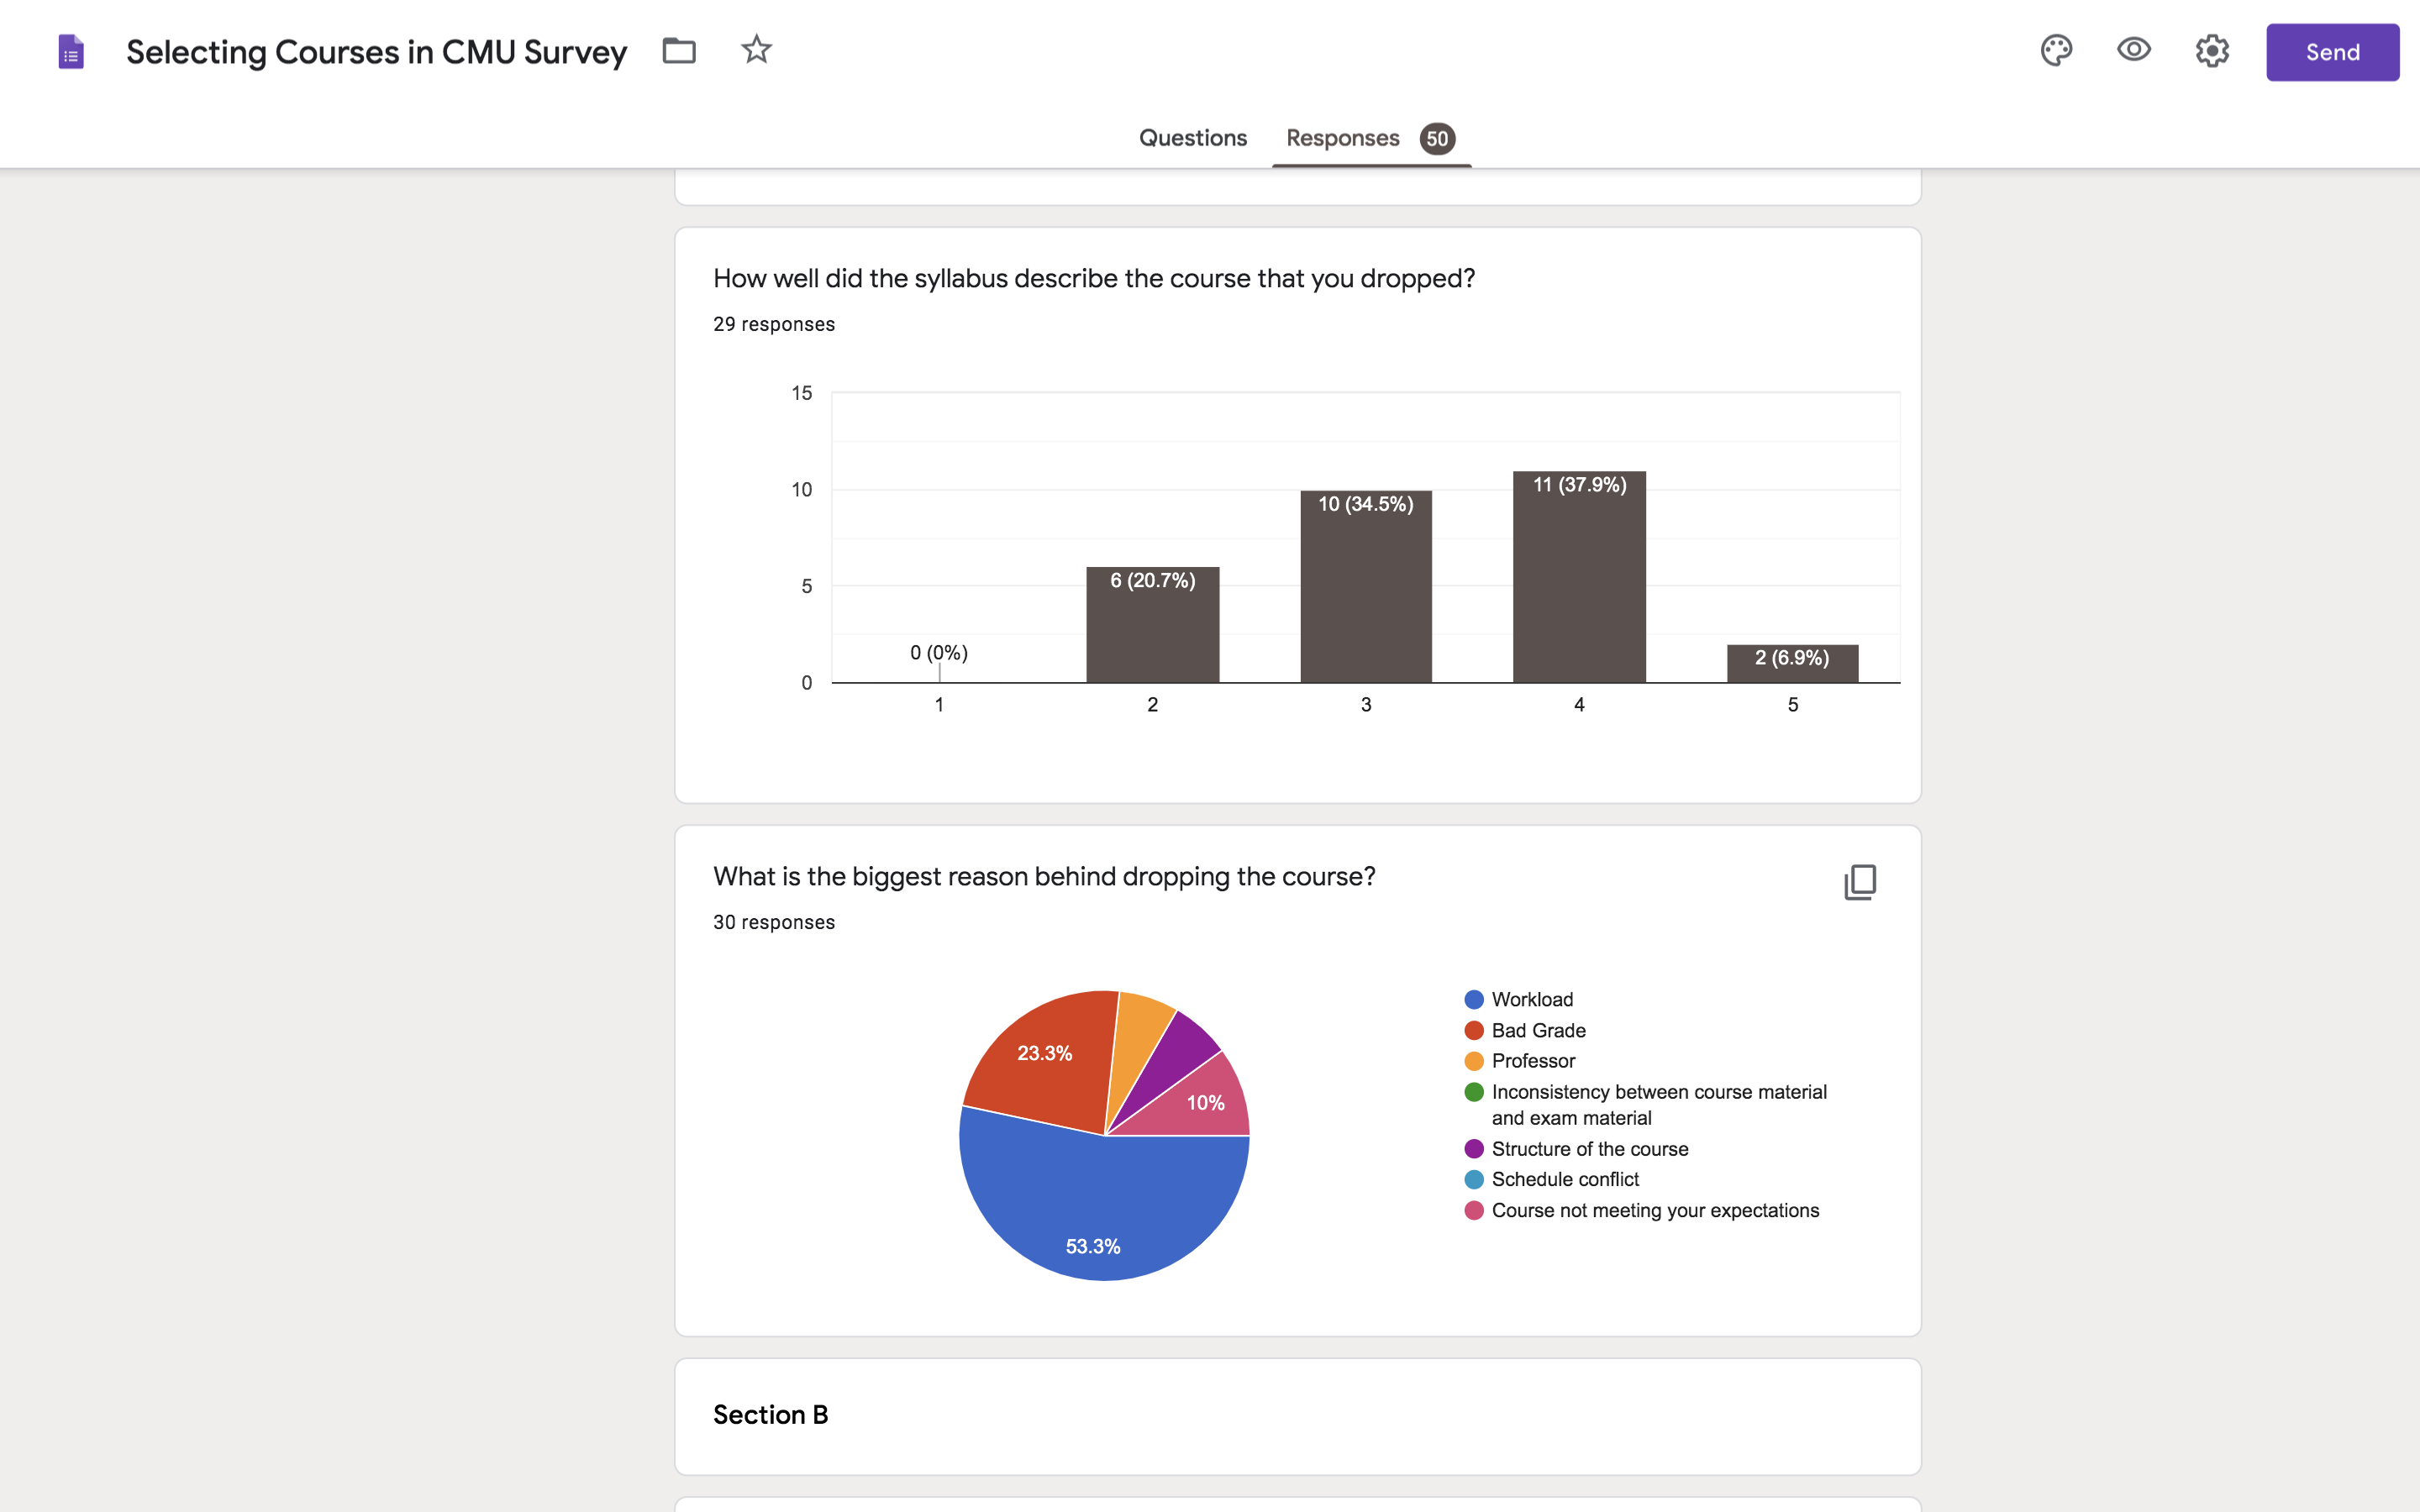 Selecting Courses in CMU Survey
Send
Questions
Responses 50
How well did the syllabus describe the course that you dropped?
29 responses
15
10
5
0
0 (0%)
6 (20.7%)
10 (34.5%)
11 (37.9%)
2 (6.9%)
1
2
3
4
5
What is the biggest reason behind dropping the course?
30 responses
23.3%
10%
53.3%
Workload
Bad Grade
Professor
Inconsistency between course material
and exam material
Structure of the course
Schedule conflict
Course not meeting your expectations
Section B